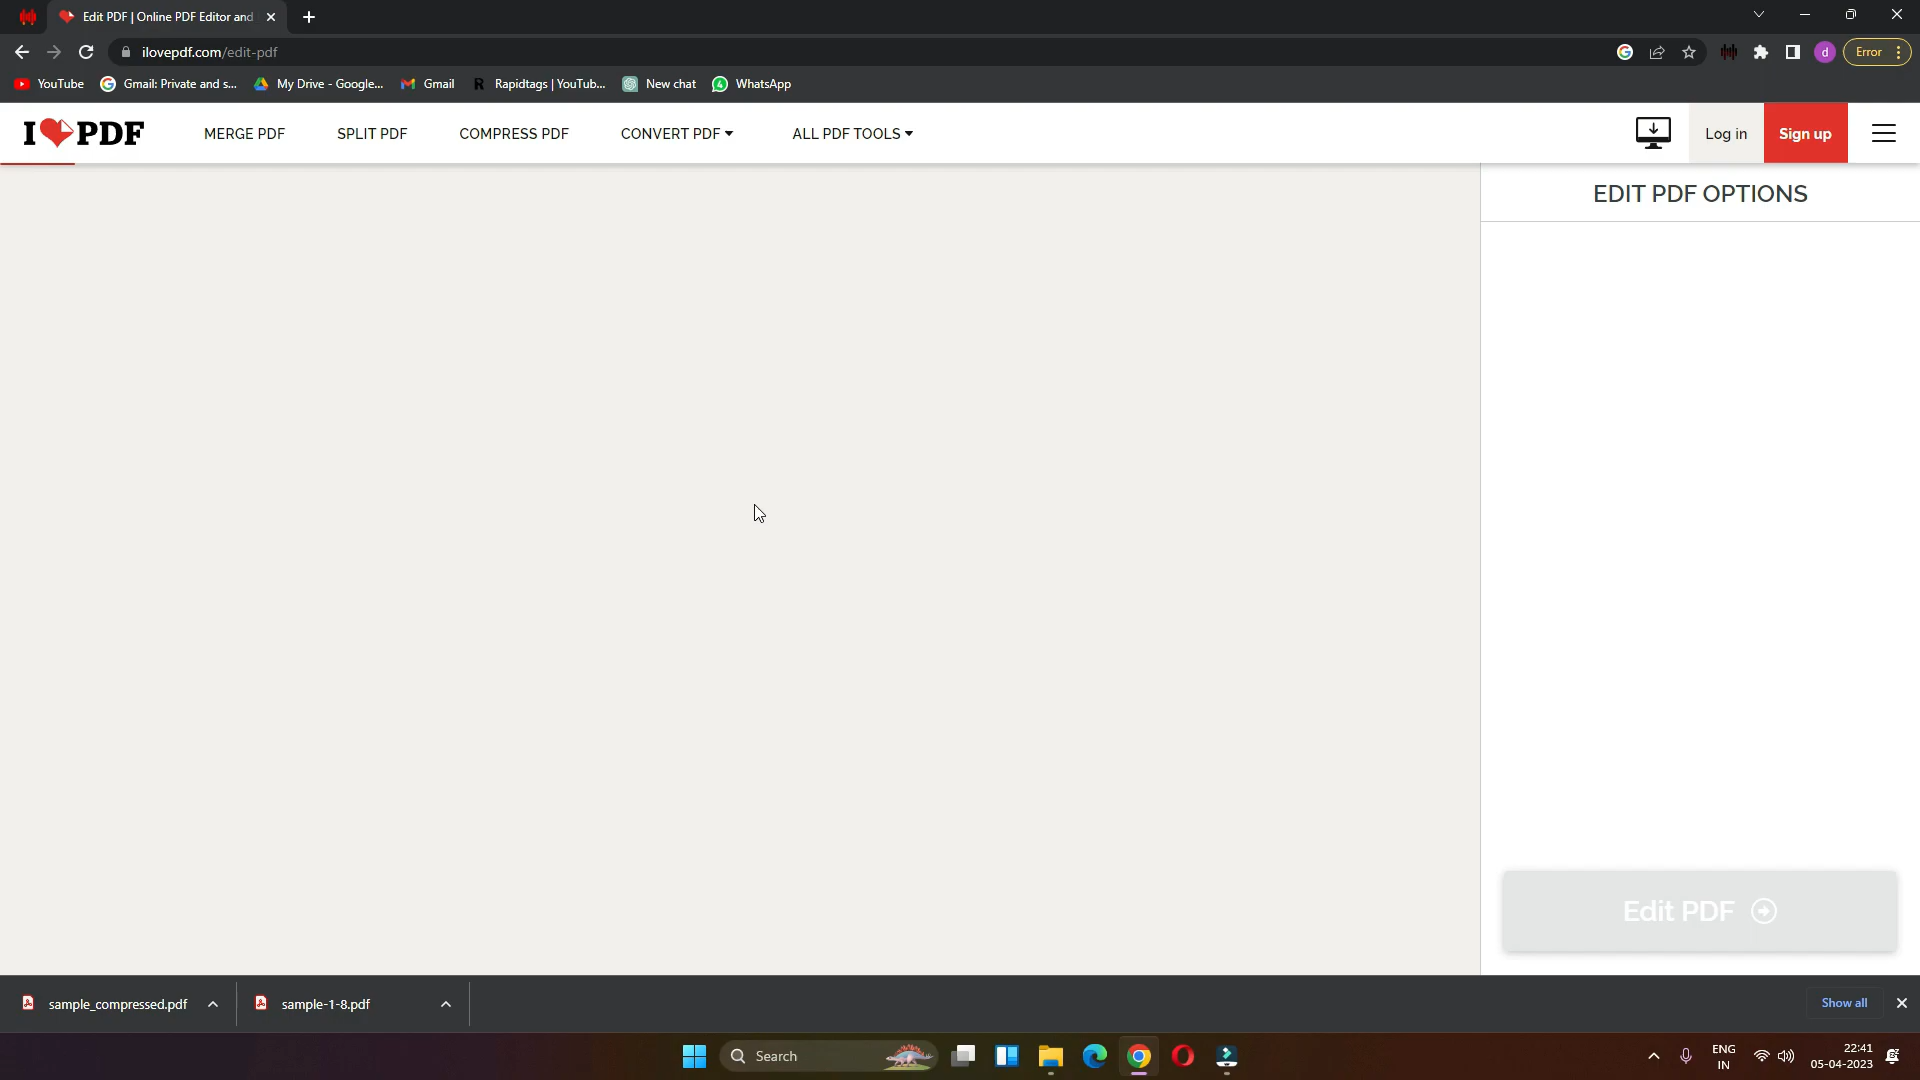 Edit PDF | Online PDF Editor and
ilovepdf.com/edit-pdf
d
Error
YouTube
Gmail: Private and s...
My Drive - Google...
Gmail
Rapidtags | YouTub...
New chat
WhatsApp
I PDF
MERGE PDF
SPLIT PDF
COMPRESS PDF
CONVERT PDF
ALL PDF TOOLS
Log in
Sign up
EDIT PDF OPTIONS
Edit PDF
sample_compressed.pdf
sample-1-8.pdf
Show all
Search
ENG
IN
22:41
05-04-2023